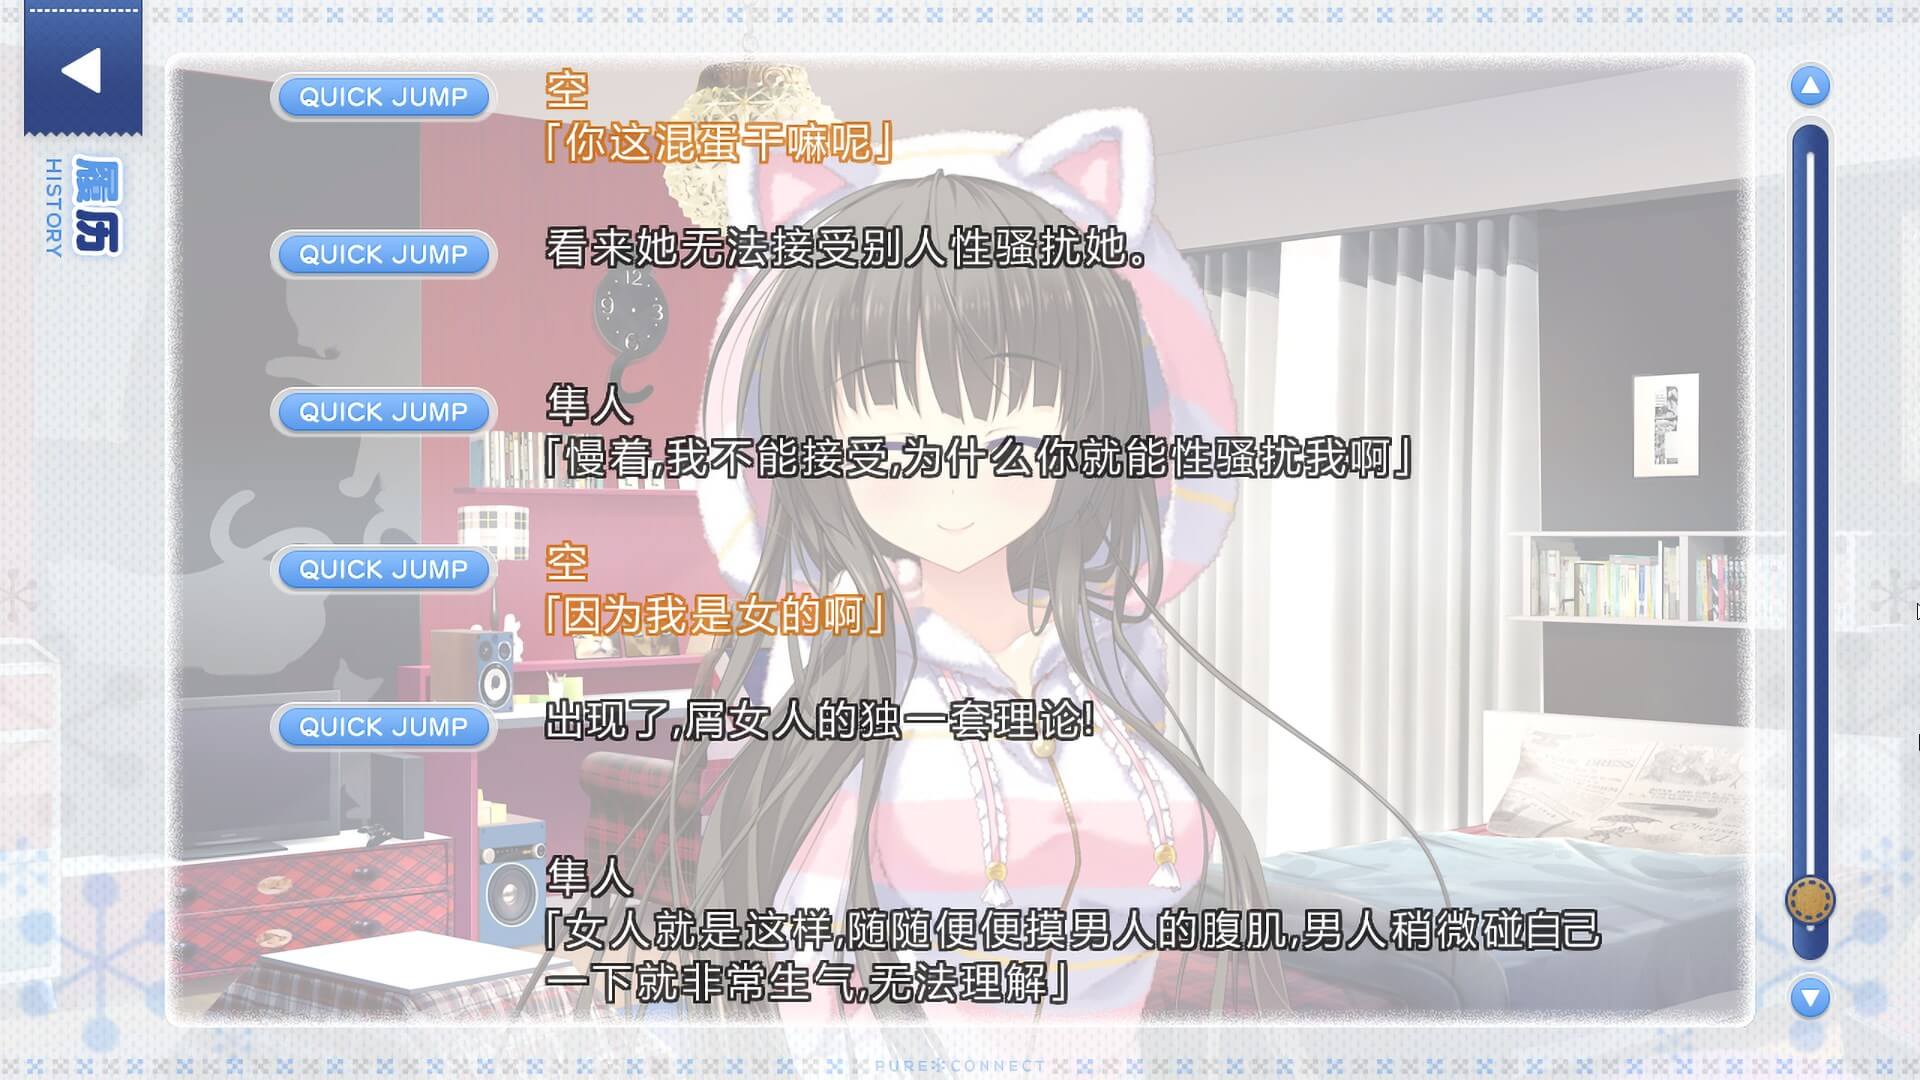 履历
HISTORY
QUICK JUMP
空
「你这混蛋干嘛呢」
QUICK JUMP
看来她无法接受别人性骚扰她。
QUICK JUMP
隼人
「慢着,我不能接受,为什么你就能性骚扰我啊」
QUICK JUMP
空
「因为我是女的啊」
QUICK JUMP
出现了,屑女人的独一套理论!
隼人
「女人就是这样,随随便便摸男人的腹肌,男人稍微碰自己
一下就非常生气,无法理解」
12
9
3
6
PURE CONNECT